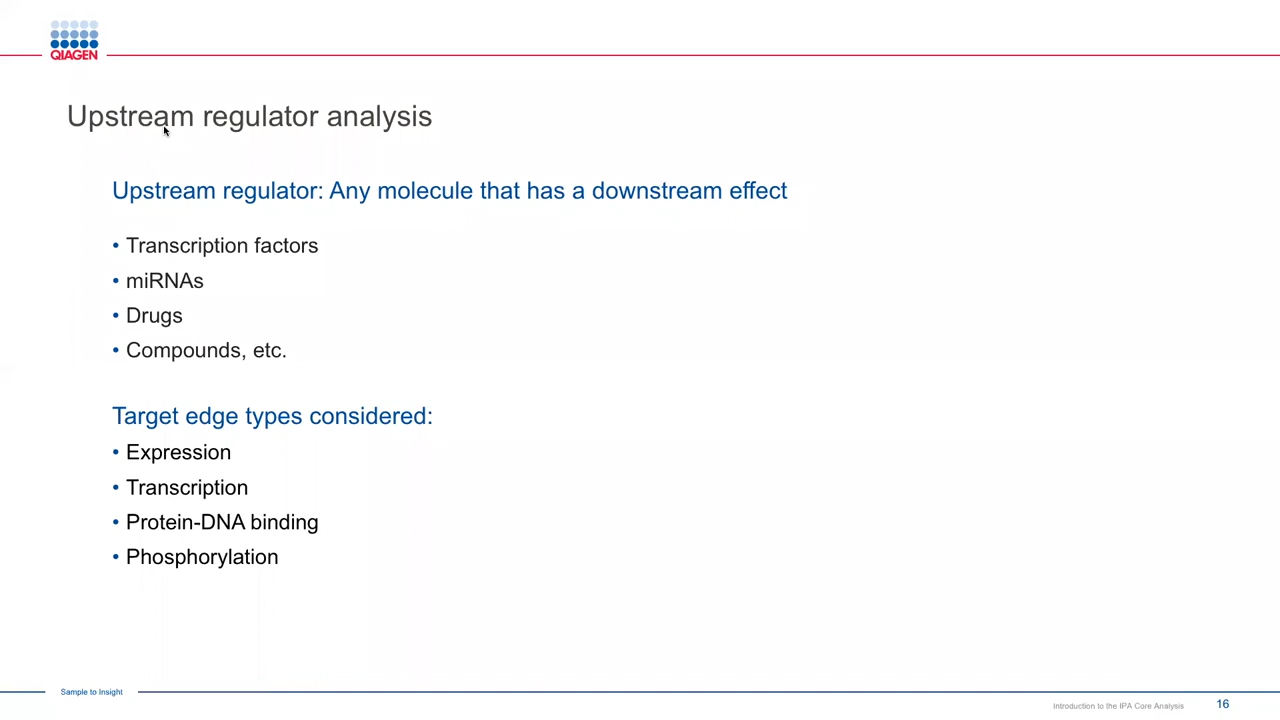 QIAGEN
Upstream regulator analysis
Upstream regulator: Any molecule that has a downstream effect
• Transcription factors
• miRNAs
• Drugs
• Compounds, etc.
Target edge types considered:
• Expression
• Transcription
• Protein-DNA binding
• Phosphorylation
Sample to Insight
Introduction to the IPA Core Analysis
16